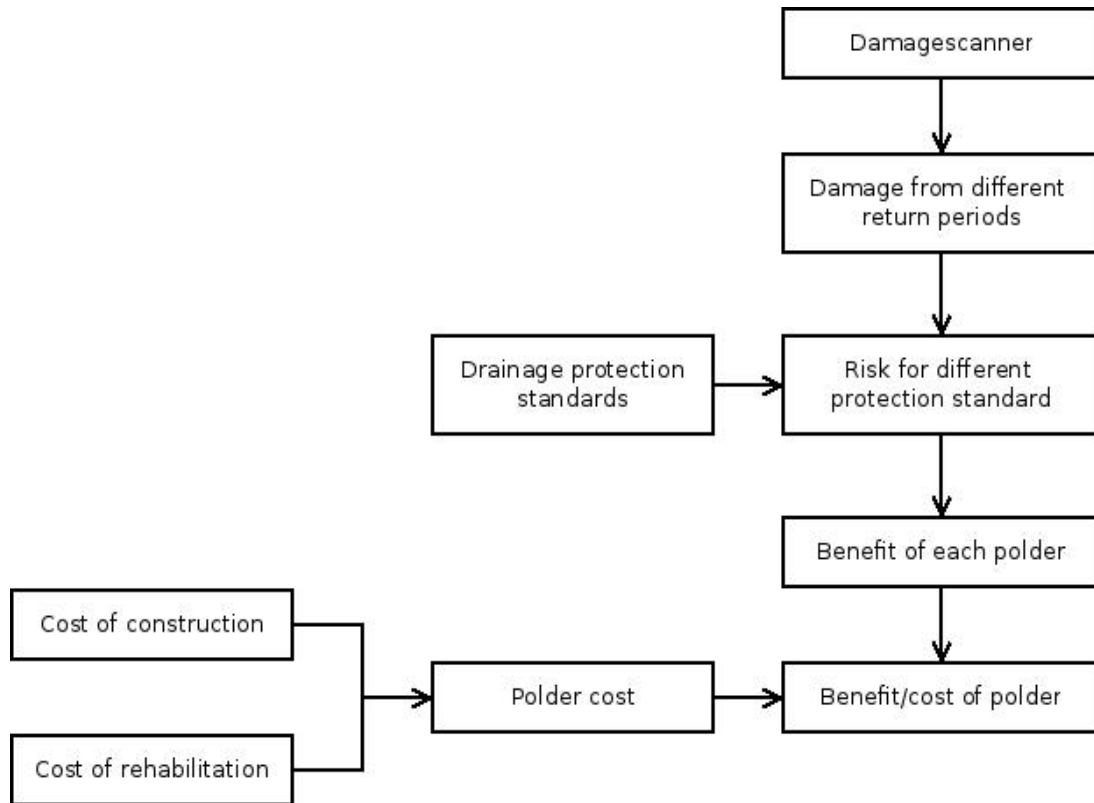 Damagescanner
Damage from different
return periods
Drainage protection
standards
Risk for different
protection standard
Benefit of each polder
Cost of construction
Polder cost
Benefit/cost of polder
Cost of rehabilitation